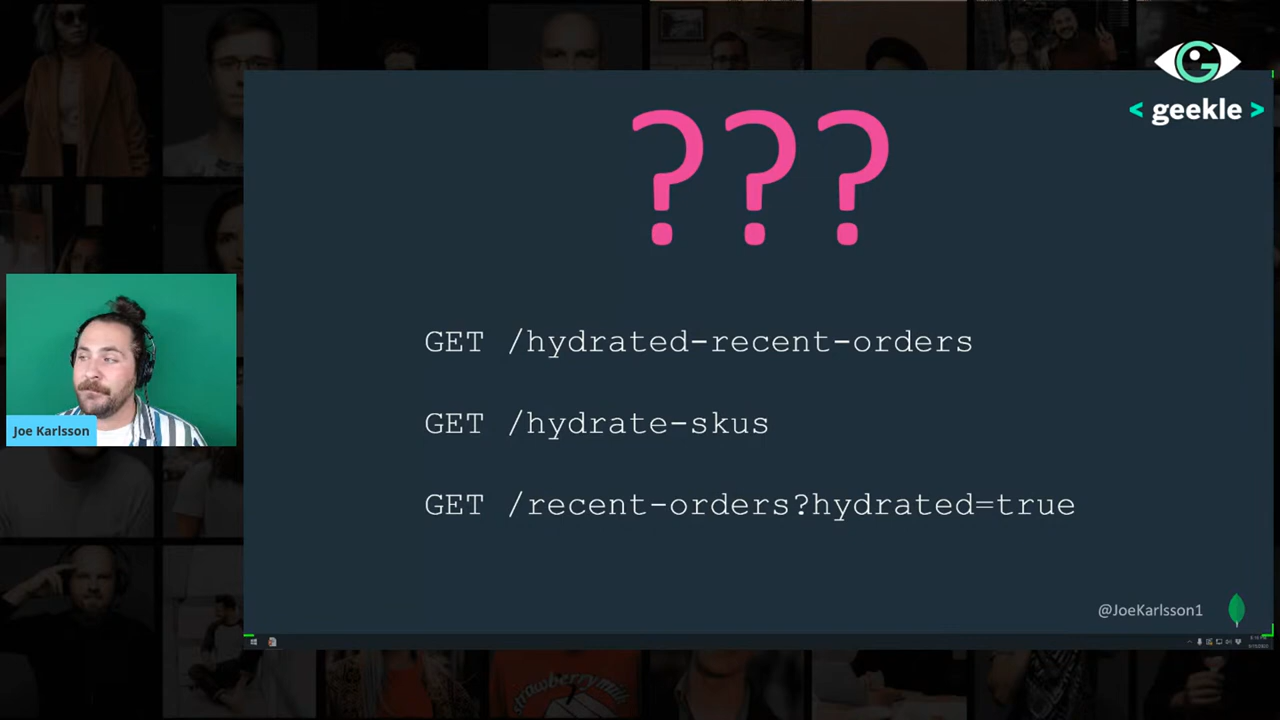 < geekle >
???
GET /hydrated-recent-orders
GET /hydrate-skus
GET /recent-orders?hydrated=true
Joe Karlsson
@JoeKarlsson1